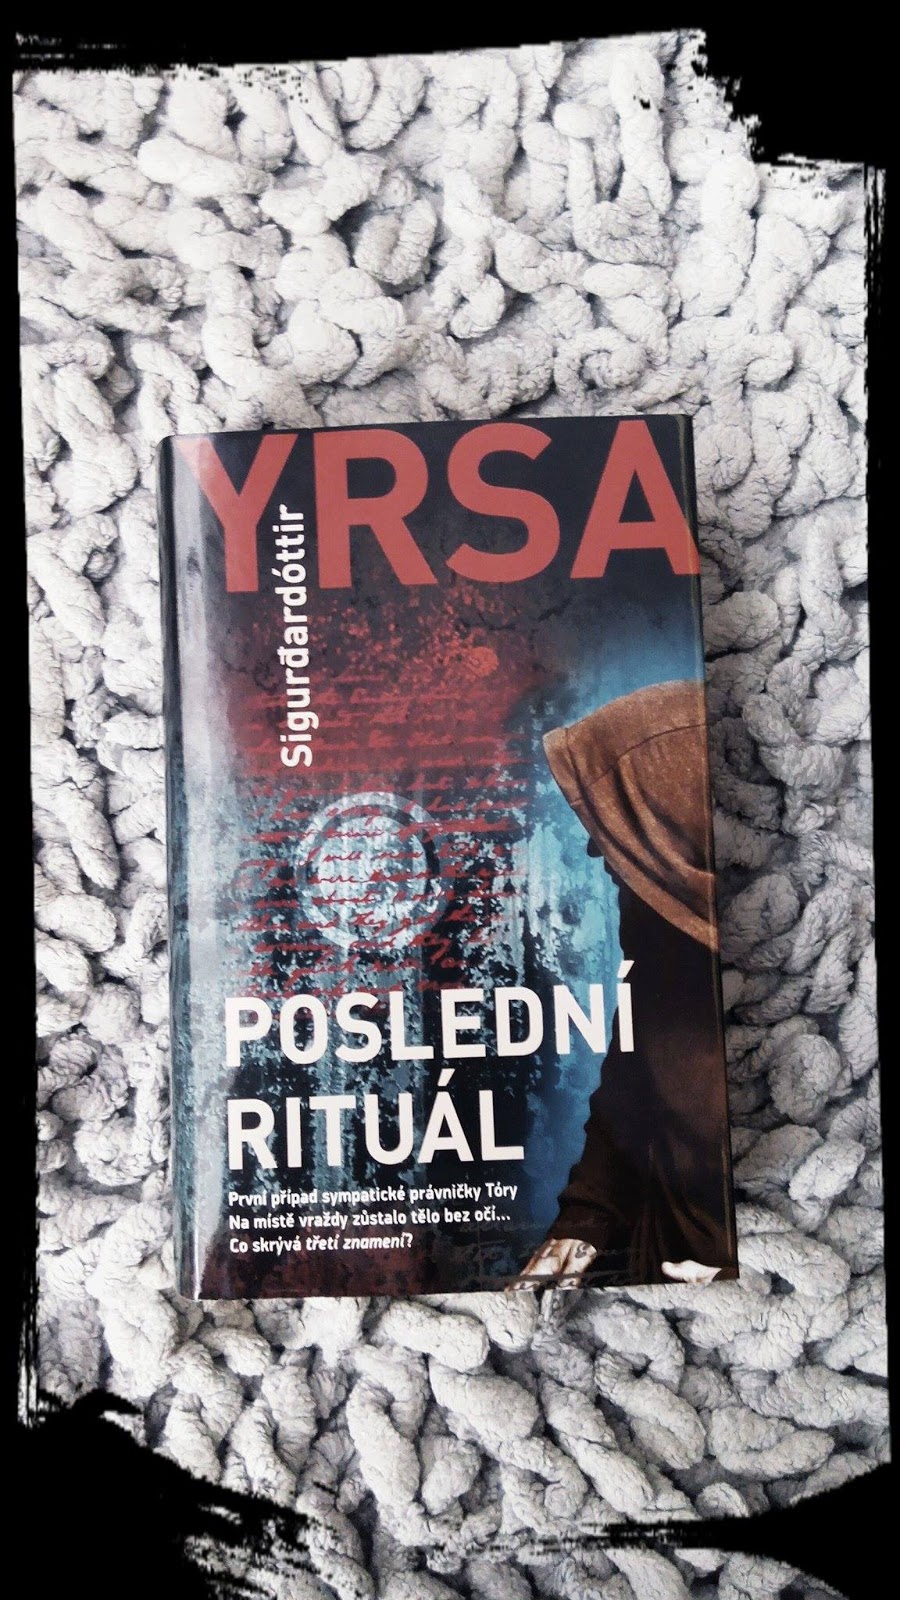 YRSA
Sigurđardóttir
POSLEDNÍ
RITUÁL
První případ sympatické právničky Tóry
Na místě vraždy zůstalo tělo bez očí...
Co skrývá třetí znamení?